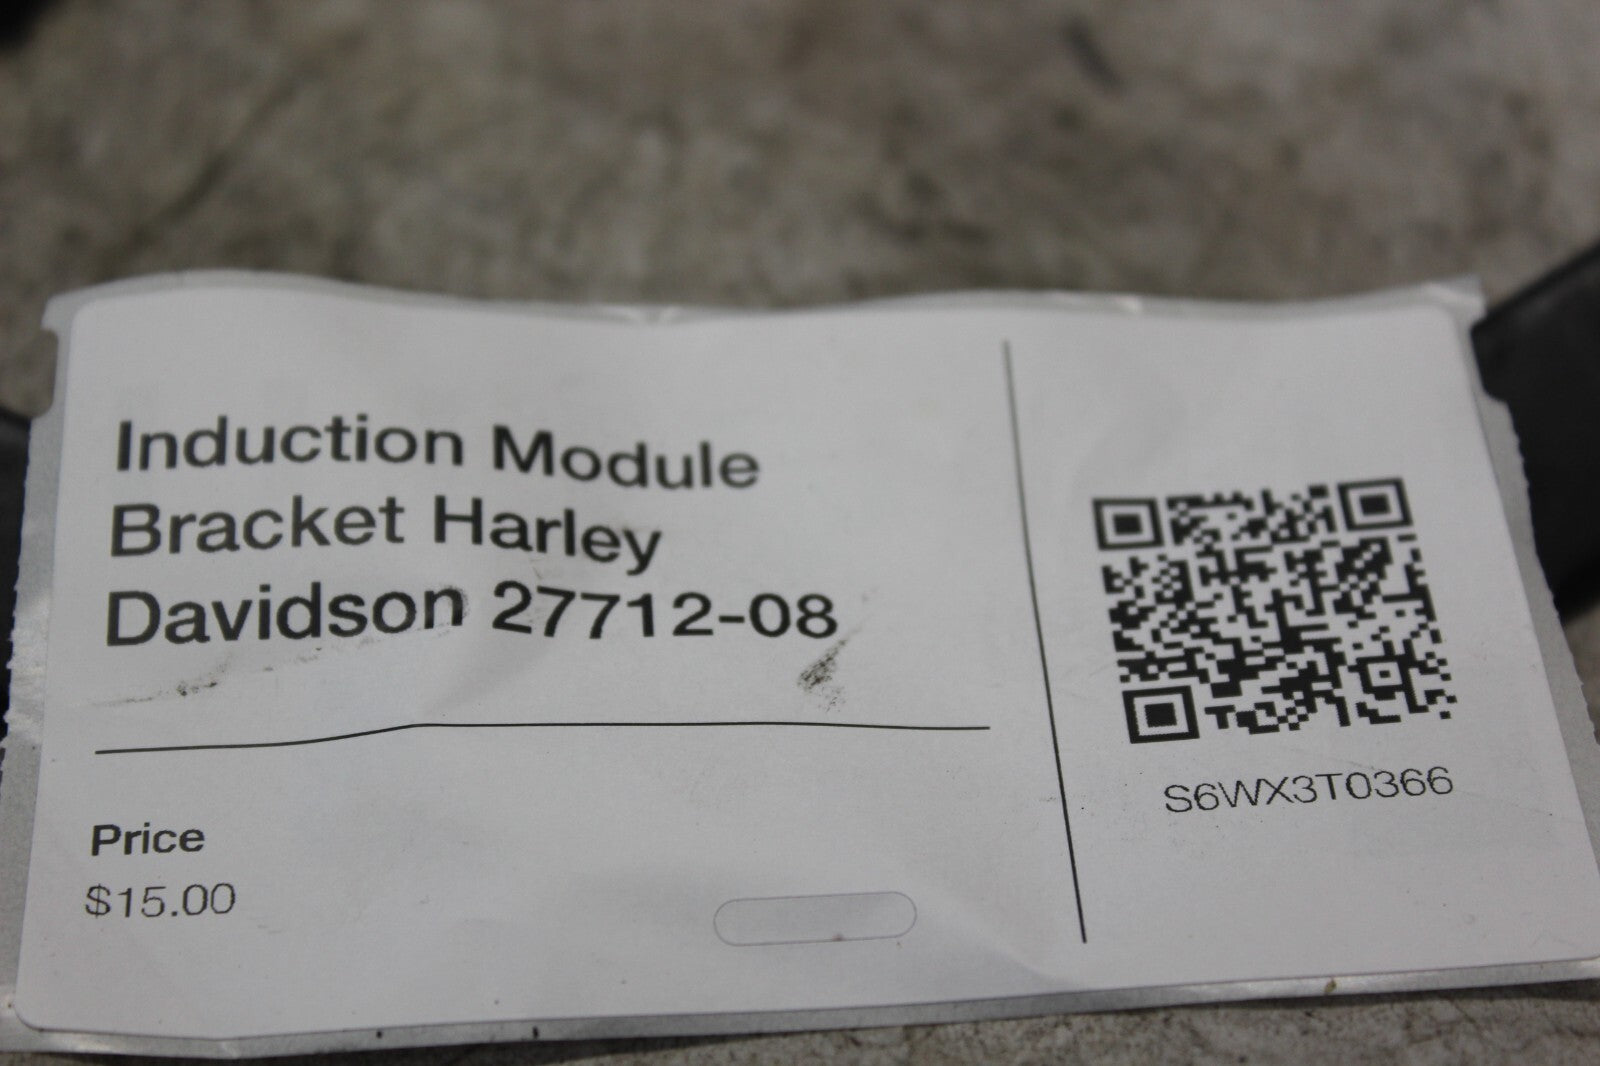 Induction Module
Bracket Harley
Davidson 27712-08
Price
$15.00
S6WX3T0366